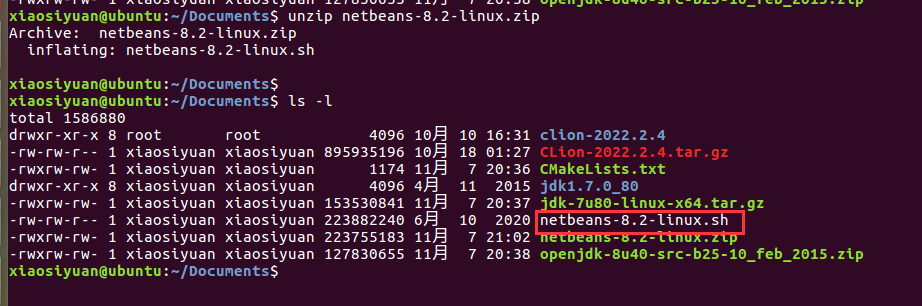 xiaosiyuan@ubuntu:~/Documents$ unzip netbeans-8.2-linux.zip
Archive:  netbeans-8.2-linux.zip
  inflating: netbeans-8.2-linux.sh
xiaosiyuan@ubuntu:~/Documents$
xiaosiyuan@ubuntu:~/Documents$ ls -l
total 1586880
drwxr-xr-x 8 root       root            4096 10月 10 16:31 clion-2022.2.4
-rw-rw-r-- 1 xiaosiyuan xiaosiyuan 895935196 10月 18 01:27 CLion-2022.2.4.tar.gz
-rwxrw-rw- 1 xiaosiyuan xiaosiyuan      1174 11月  7 20:36 CMakeLists.txt
drwxr-xr-x 8 xiaosiyuan xiaosiyuan      4096 4月  11  2015 jdk1.7.0_80
-rwxrw-rw- 1 xiaosiyuan xiaosiyuan 153530841 11月  7 20:37 jdk-7u80-linux-x64.tar.gz
-rw-rw-r-- 1 xiaosiyuan xiaosiyuan 223882240 6月  10  2020 netbeans-8.2-linux.sh
-rwxrw-rw- 1 xiaosiyuan xiaosiyuan 223755183 11月  7 21:02 netbeans-8.2-linux.zip
-rwxrw-rw- 1 xiaosiyuan xiaosiyuan 127830655 11月  7 20:38 openjdk-8u40-src-b25-10_feb_2015.zip
xiaosiyuan@ubuntu:~/Documents$